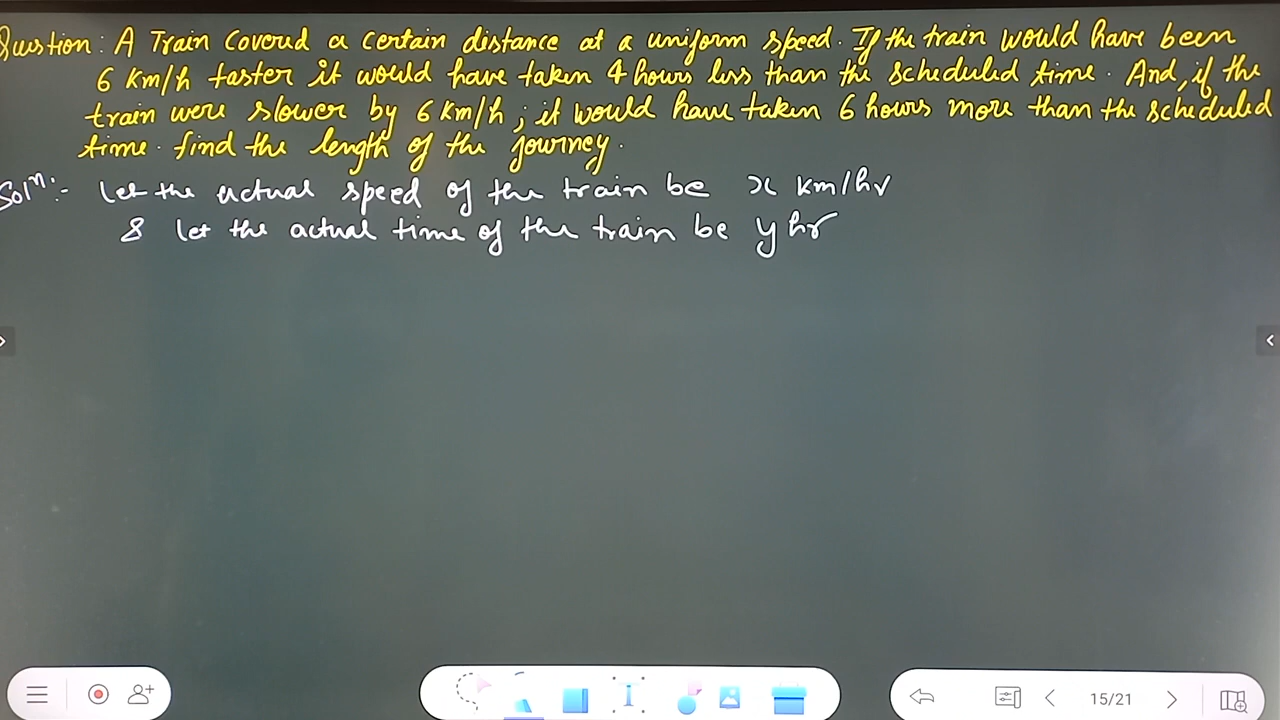 Question: A Train Covered a certain distance at a uniform speed. If the train would have been
6 km/h faster it would have taken 4 hours less than the scheduled time. And, if the
train were slower by 6 km/h; it would have taken 6 hours more than the scheduled
time. find the length of the journey.
Solⁿ:- let the actual speed of the train be x km/hr
& let the actual time of the train be y hr
15/21